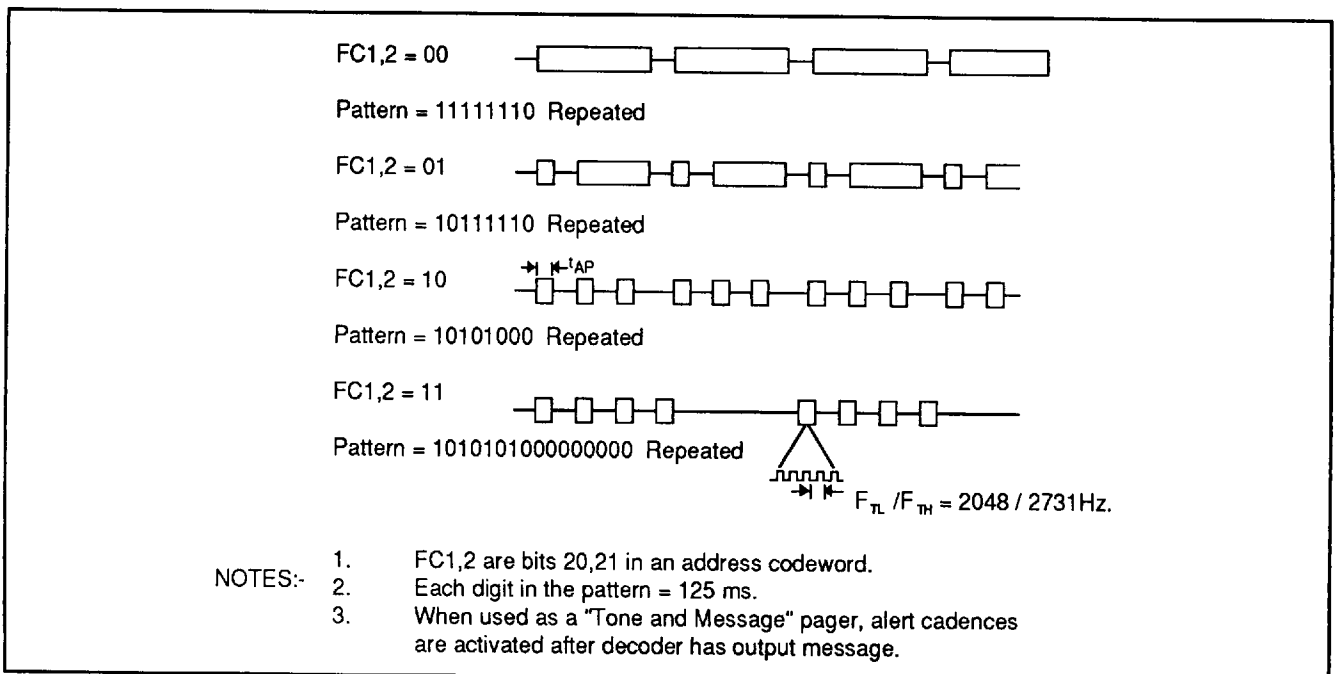 FC1,2 = 00
Pattern = 11111110 Repeated
FC1,2 = 01
Pattern = 10111110 Repeated
tAP
FC1,2 = 10
Pattern = 10101000 Repeated
FC1,2 = 11
Pattern = 1010101000000000 Repeated
FTL /FTH = 2048 / 2731Hz.
NOTES:-
1. FC1,2 are bits 20,21 in an address codeword.
2. Each digit in the pattern = 125 ms.
3. When used as a "Tone and Message" pager, alert cadences
are activated after decoder has output message.